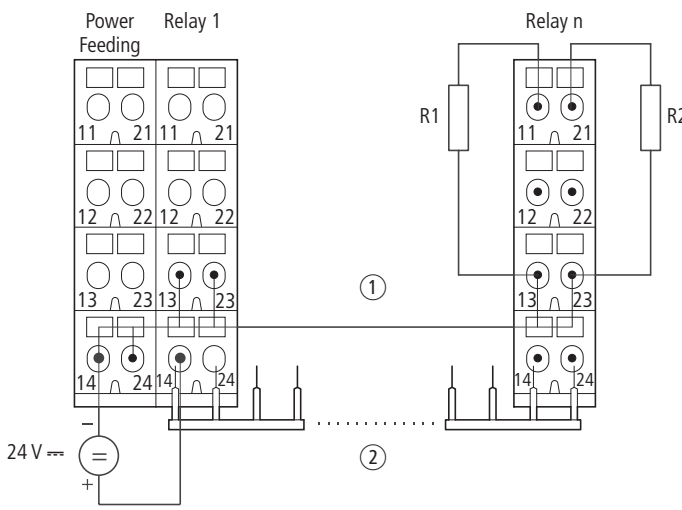 Power Feeding
Relay 1
Relay n
R1
R2
11 21 11 21
11 21
12 22 12 22
12 22
13 23 13 23
13 23
1
14 24 14 24
14 24
–
24 V ⎓
=
+
2